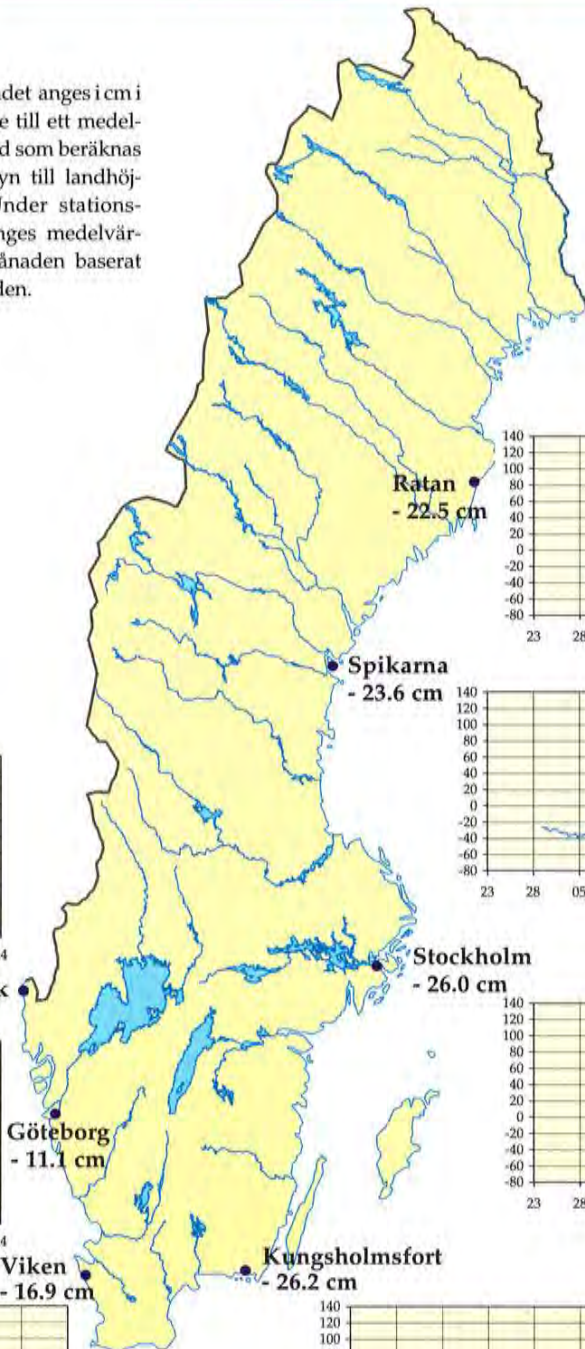 det anges i cm i
e till ett medel-
d som beräknas
yn till landhöj-
Under stations-
nges medelvär-
ånaden baserat
den.
Ratan
- 22.5 cm
140
120
100
80
60
40
20
0
-20
-40
-60
-80
23 28
Spikarna
- 23.6 cm
140
120
100
80
60
40
20
0
-20
-40
-60
-80
23 28 05
4
k
Stockholm
- 26.0 cm
140
120
100
80
60
40
20
0
-20
-40
-60
-80
23 28
Göteborg
- 11.1 cm
4
Viken
- 16.9 cm
Kungsholmsfort
- 26.2 cm
140
120
100